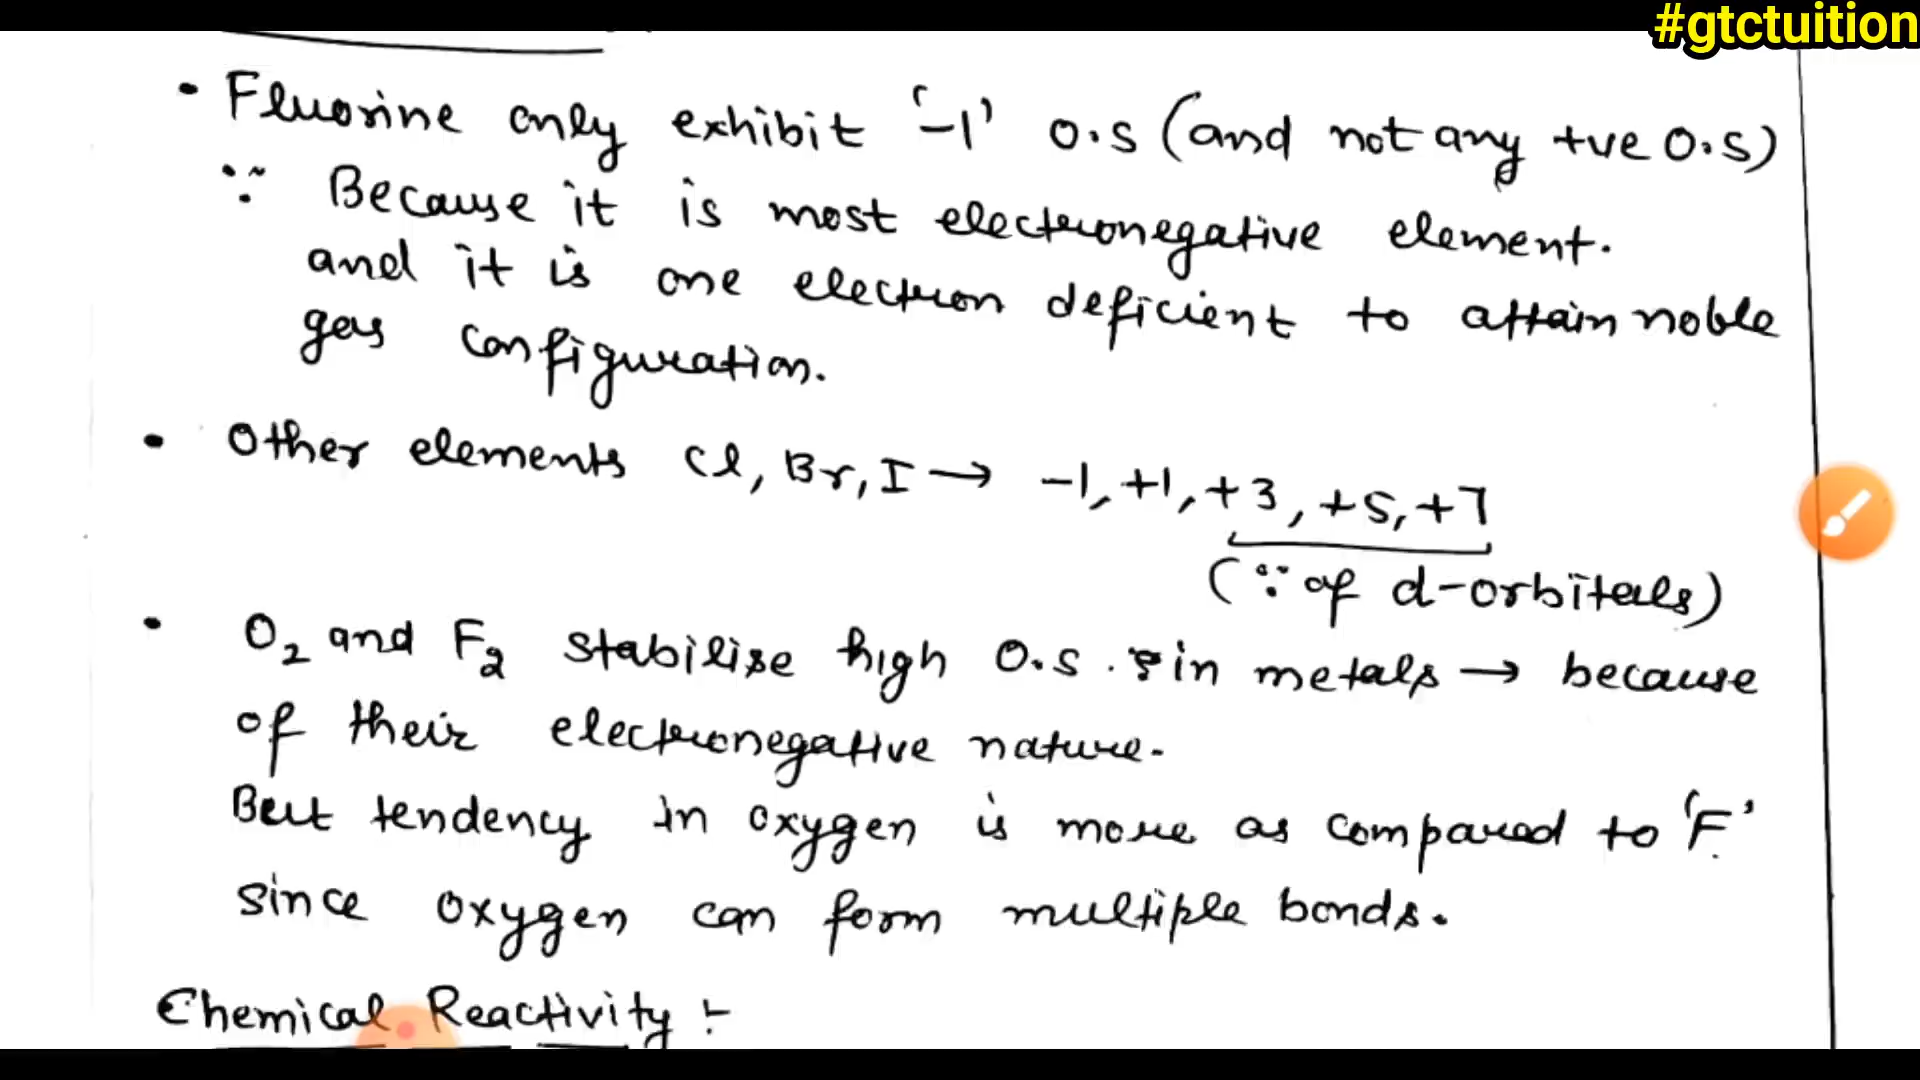 #gtctuition
• Fluorine only exhibit '-1' O.S (and not any +ve O.S)
∵ Because it is most electronegative element.
and it is one electron deficient to attain noble
gas configuration.
• Other elements Cl, Br, I → -1, +1, +3, +5, +7
(∵ of d-orbitals)
• O₂ and F₂ stabilise high O.S. in metals → because
of their electronegative nature.
But tendency in oxygen is more as compared to 'F'
since oxygen can form multiple bonds.
Chemical Reactivity :-